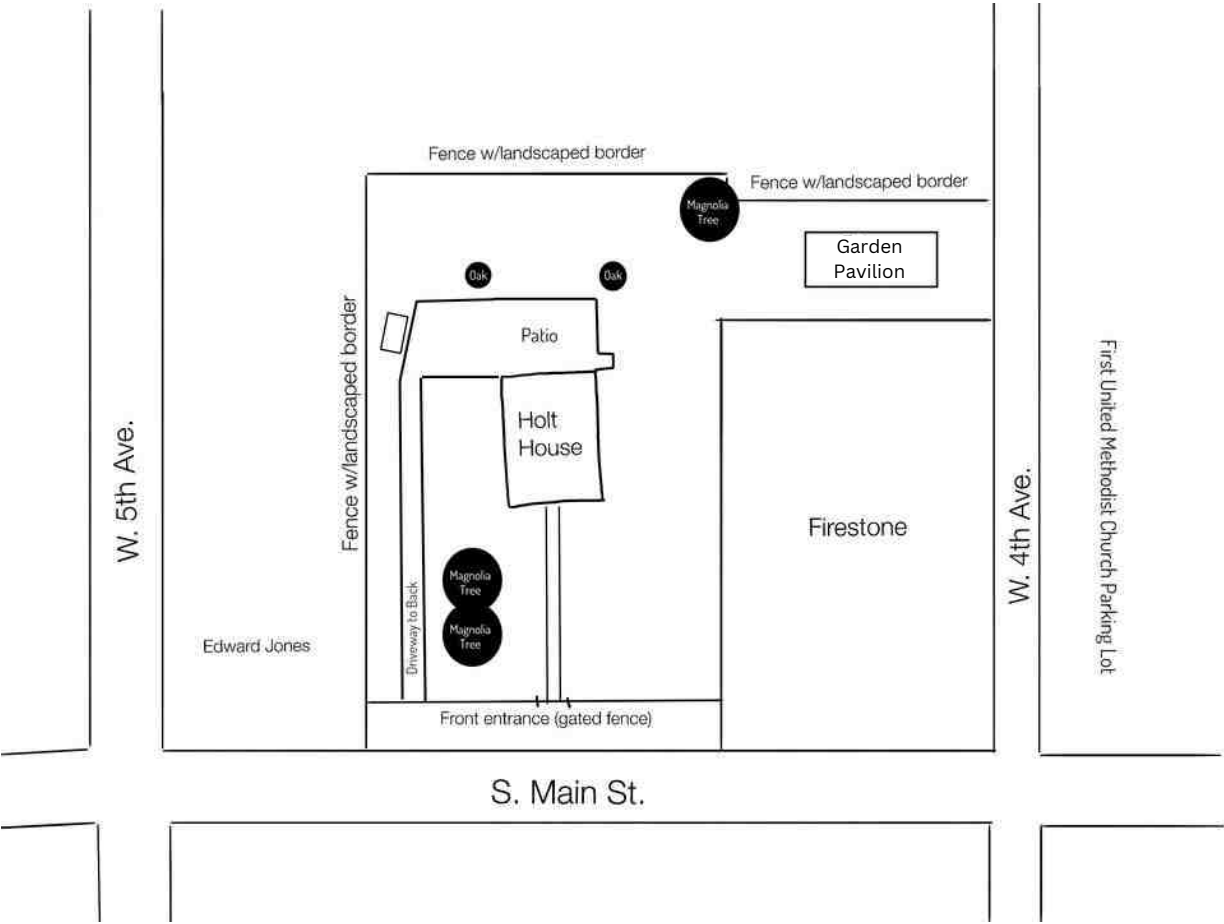 Fence w/landscaped border
Fence w/landscaped border
Magnolia
Tree
Garden
Pavilion
Oak
Oak
Patio
Fence w/landscaped border
Holt
House
First United Methodist Church Parking Lot
W. 5th Ave.
W. 4th Ave.
Firestone
Magnolia
Tree
Magnolia
Tree
Driveway to Back
Edward Jones
Front entrance (gated fence)
S. Main St.